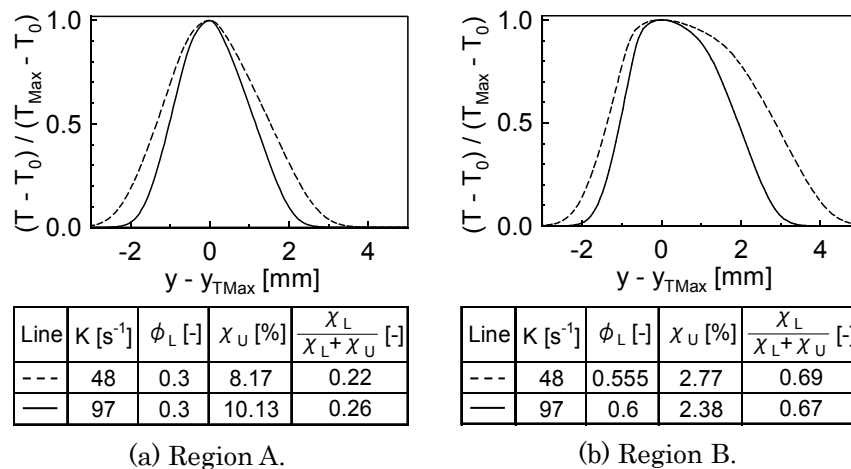 (T - T0) / (TMax - T0)
1.0
0.5
0.0
-2 0 2 4
y - yTMax [mm]
Line K [s-1] ϕL [-] χU [%] χL / χL+ χU [-]
--- 48 0.3 8.17 0.22
— 97 0.3 10.13 0.26
(a) Region A.
(T - T0) / (TMax - T0)
1.0
0.5
0.0
-2 0 2 4
y - yTMax [mm]
Line K [s-1] ϕL [-] χU [%] χL / χL+ χU [-]
--- 48 0.555 2.77 0.69
— 97 0.6 2.38 0.67
(b) Region B.